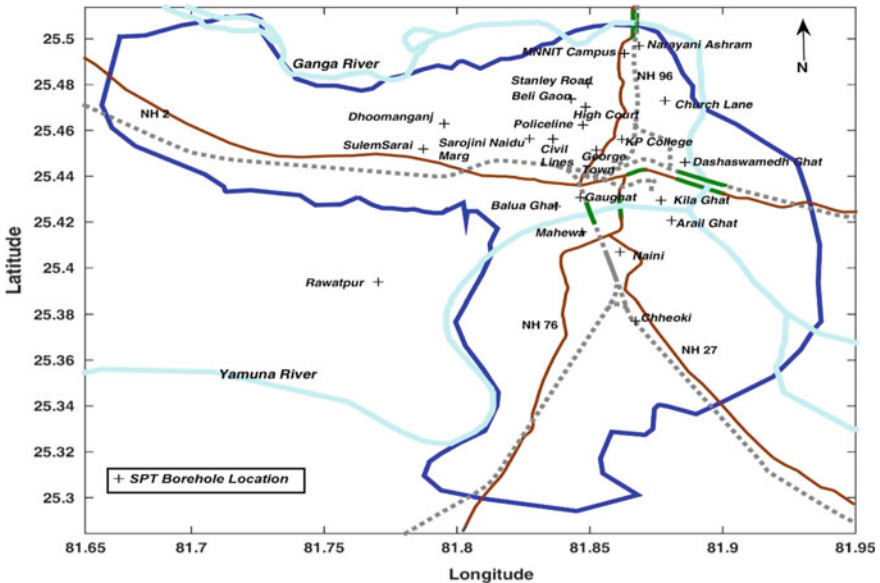 25.5
25.48
25.46
25.44
25.42
25.4
25.38
25.36
25.34
25.32
25.3
Latitude
81.65
81.7
81.75
81.8
81.85
81.9
81.95
Longitude
N
Ganga River
MNNIT Campus
Narayani Ashram
NH 96
Stanley Road
Beli Gaon
Church Lane
NH 2
Dhoomanganj
High Court
Policeline
SulemSarai
Sarojini Naidu
Marg
Civil
Lines
KP College
George
Town
Dashaswamedh Ghat
Balua Ghat
Gaughat
Kila Ghat
Mahewa
Arail Ghat
Naini
Rawatpur
Chheoki
NH 76
NH 27
Yamuna River
+ SPT Borehole Location